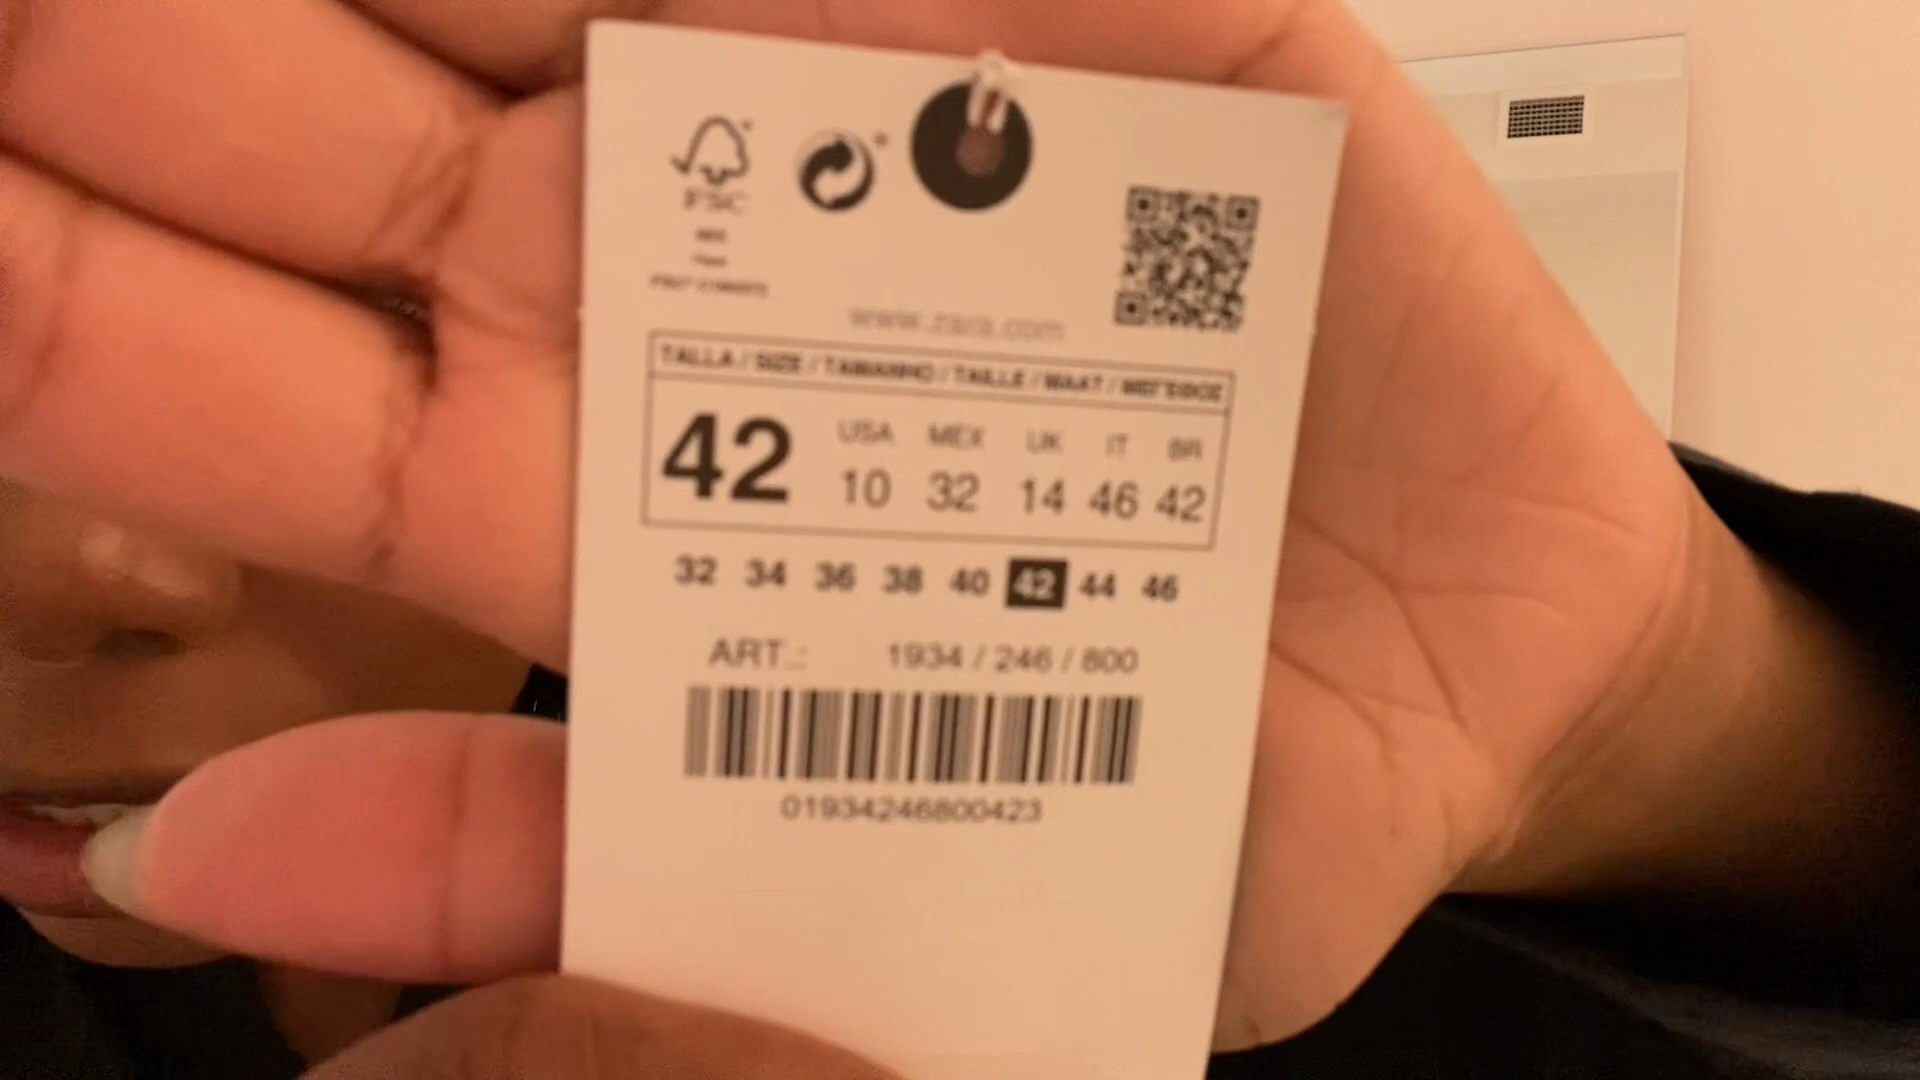 FSC
www.zara.com
TALLA / SIZE / TAMANHO / TAILLE / MAAT / ΜΕΓΕΘΟΣ
42
USA MEX UK IT BR
10 32 14 46 42
32 34 36 38 40 42 44 46
ART.: 1934 / 246 / 800
01934246800423